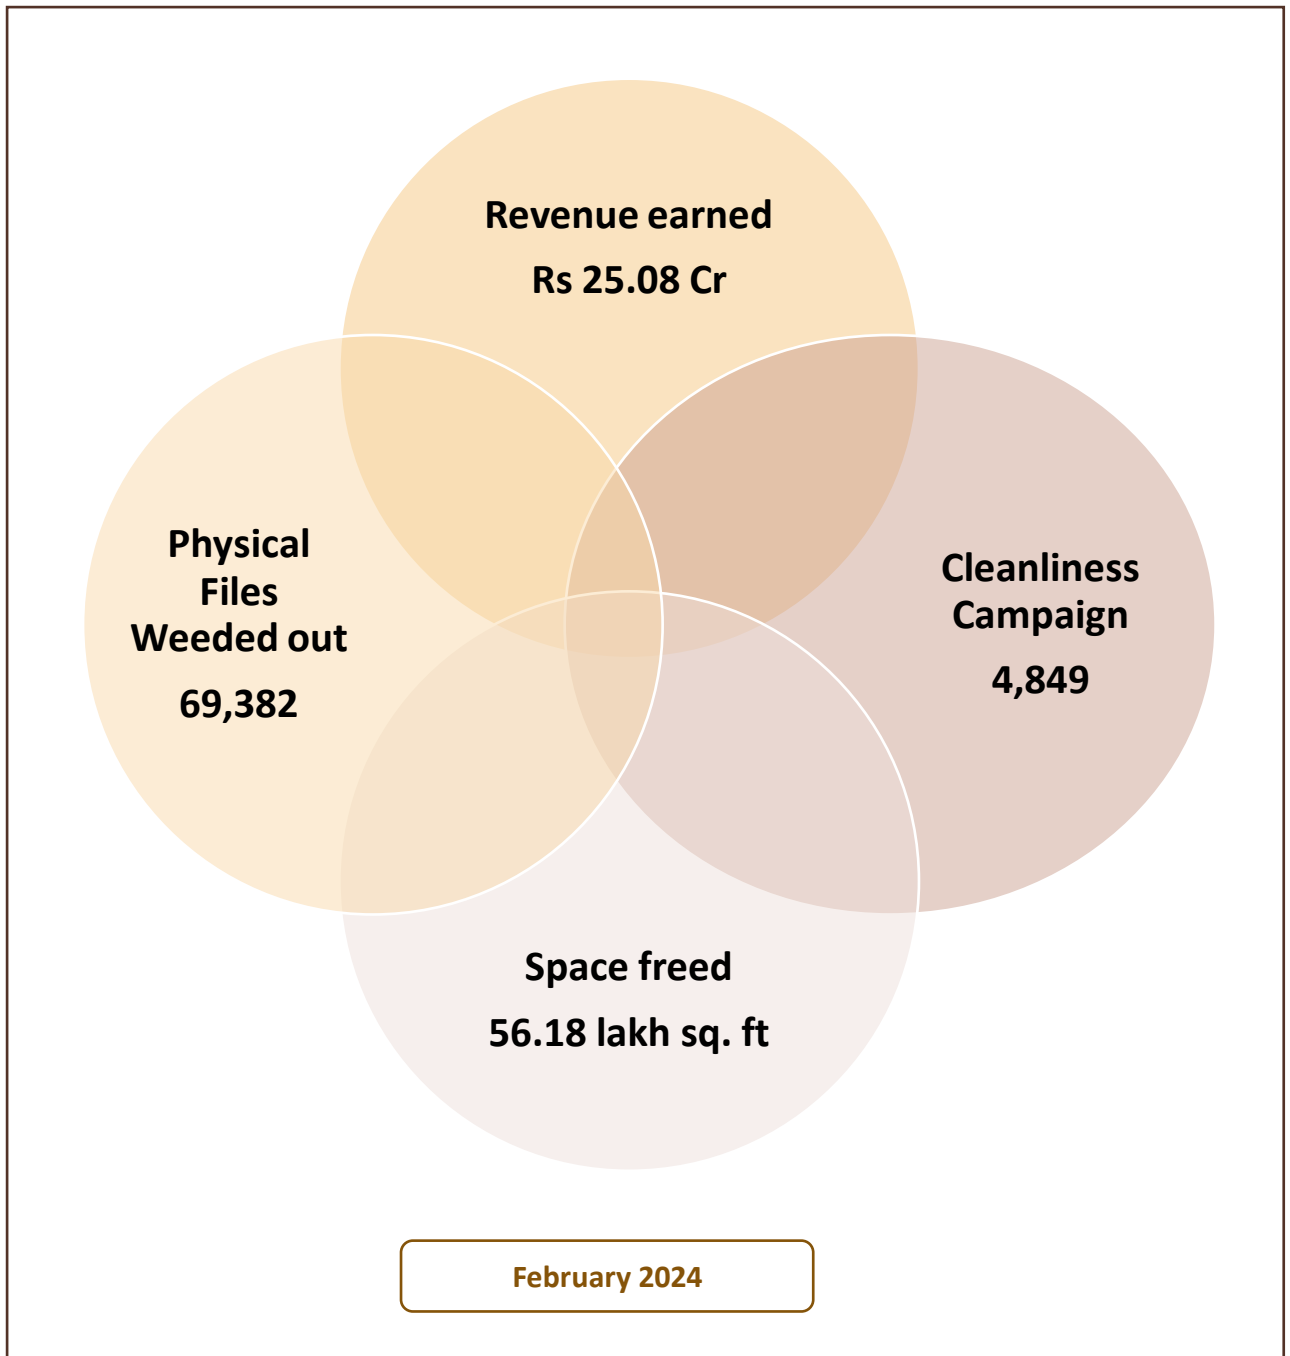 Revenue earned
Rs 25.08 Cr
Physical
Files
Weeded out
69,382
Cleanliness
Campaign
4,849
Space freed
56.18 lakh sq. ft
February 2024